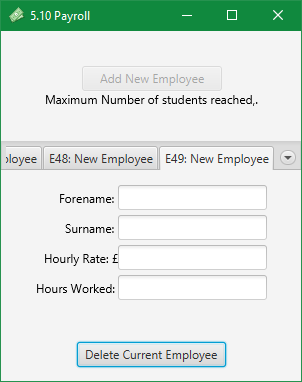 5.10 Payroll
Add New Employee
Maximum Number of students reached,.
ployee
E48: New Employee
E49: New Employee
Forename:
Surname:
Hourly Rate: £
Hours Worked:
Delete Current Employee